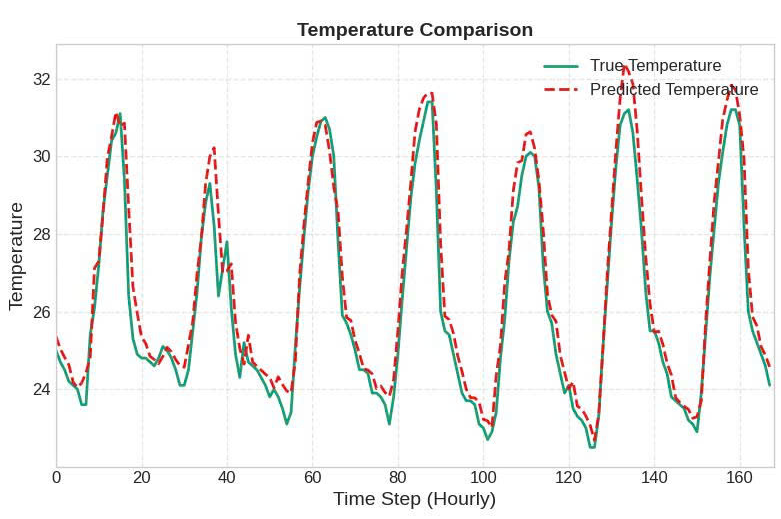 Temperature Comparison
True Temperature
Predicted Temperature
Temperature
32
30
28
26
24
0 20 40 60 80 100 120 140 160
Time Step (Hourly)